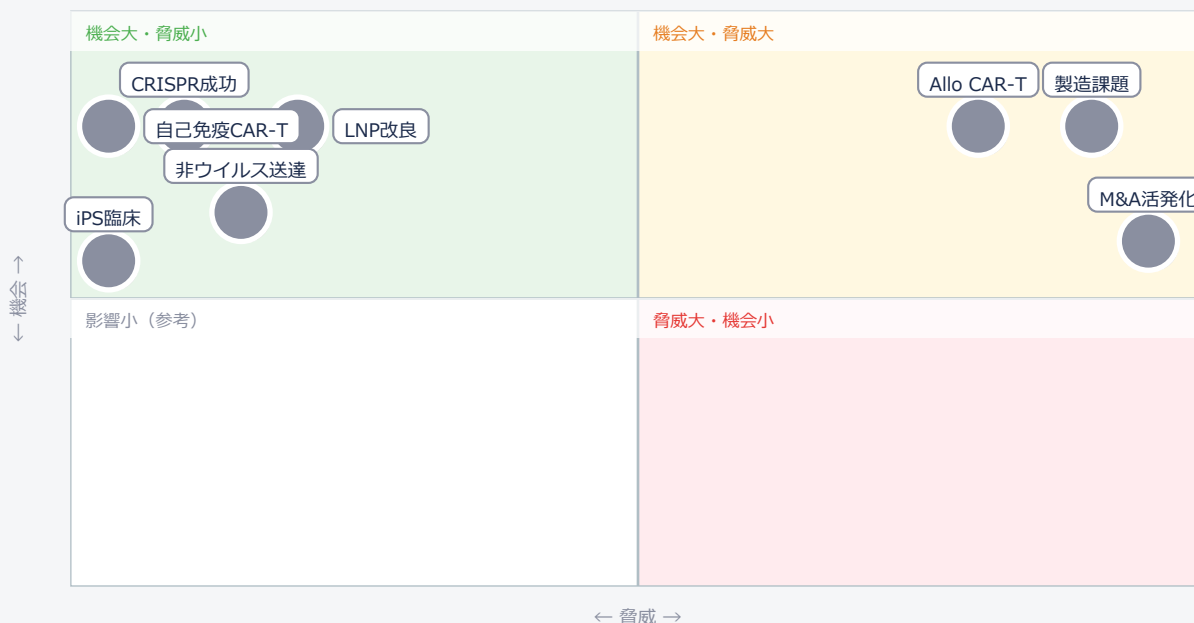 機会大・脅威小
機会大・脅威大
CRISPR成功
Allo CAR-T
製造課題
自己免疫CAR-T
LNP改良
非ウイルス送達
M&A活発化
iPS臨床
← 機会 →
影響小（参考）
脅威大・機会小
← 脅威 →